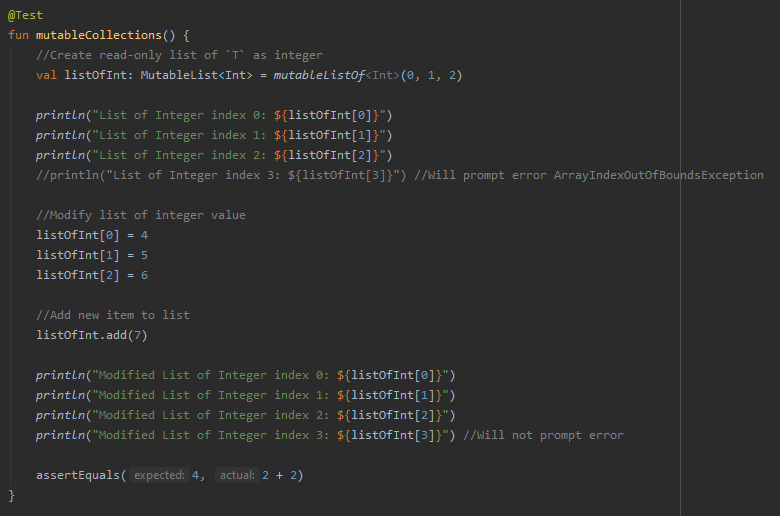 @Test
fun mutableCollections() {
    //Create read-only list of `T` as integer
    val listOfInt: MutableList<Int> = mutableListOf<Int>(0, 1, 2)

    println("List of Integer index 0: ${listOfInt[0]}")
    println("List of Integer index 1: ${listOfInt[1]}")
    println("List of Integer index 2: ${listOfInt[2]}")
    //println("List of Integer index 3: ${listOfInt[3]}") //Will prompt error ArrayIndexOutOfBoundsException

    //Modify list of integer value
    listOfInt[0] = 4
    listOfInt[1] = 5
    listOfInt[2] = 6

    //Add new item to list
    listOfInt.add(7)

    println("Modified List of Integer index 0: ${listOfInt[0]}")
    println("Modified List of Integer index 1: ${listOfInt[1]}")
    println("Modified List of Integer index 2: ${listOfInt[2]}")
    println("Modified List of Integer index 3: ${listOfInt[3]}") //Will not prompt error

    assertEquals( expected: 4, actual: 2 + 2)
}